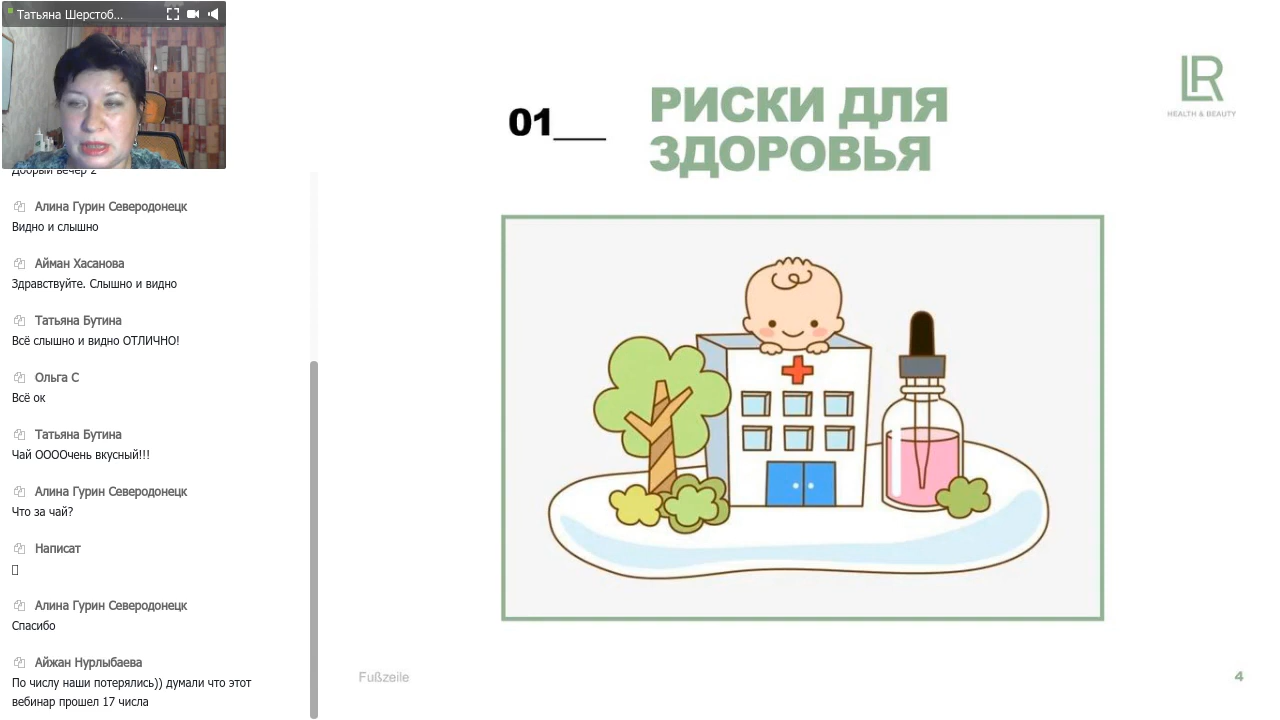 Татьяна Шерстоб...
Добрый вечер 2
Алина Гурин Северодонецк
Видно и слышно
Айман Хасанова
Здравствуйте. Слышно и видно
Татьяна Бутина
Всё слышно и видно ОТЛИЧНО!
Ольга С
Всё ок
Татьяна Бутина
Чай ООООчень вкусный!!!
Алина Гурин Северодонецк
Что за чай?
Написат
Алина Гурин Северодонецк
Спасибо
Айжан Нурлыбаева
По числу наши потерялись)) думали что этот
вебинар прошел 17 числа
01___
РИСКИ ДЛЯ
ЗДОРОВЬЯ
LR
HEALTH & BEAUTY
Fußzeile
4